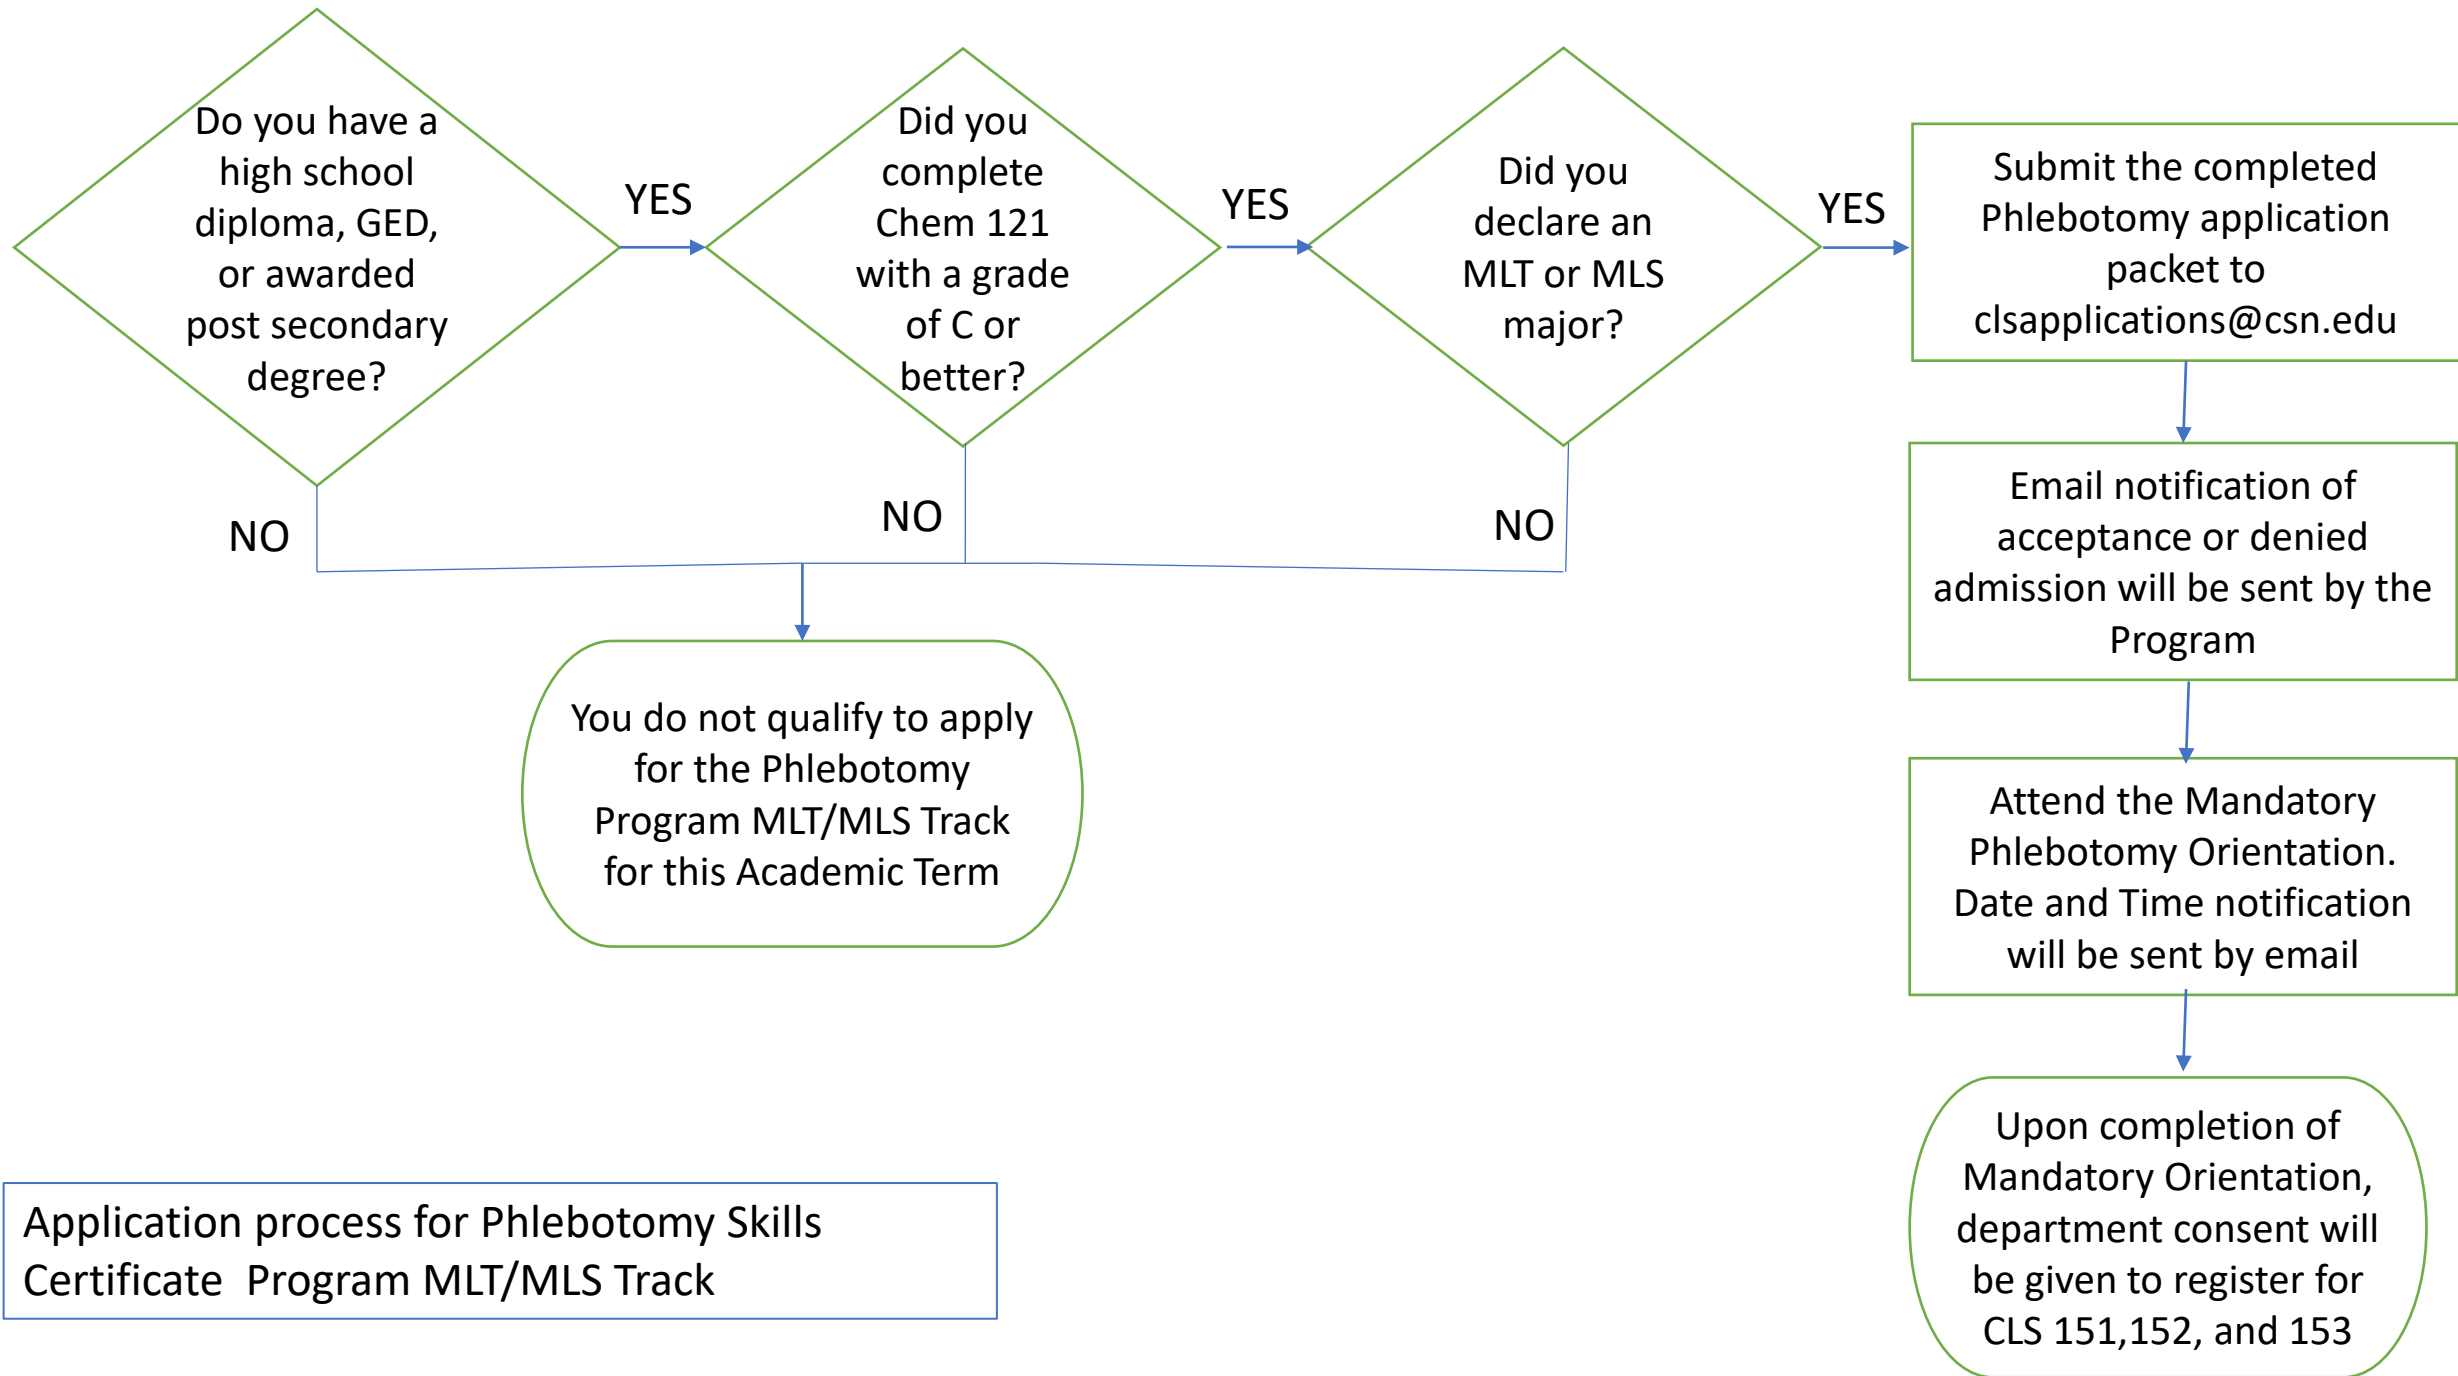 Do you have a
high school
diploma, GED,
or awarded
post secondary
degree?
YES
NO
Did you
complete
Chem 121
with a grade
of C or
better?
YES
NO
Did you
declare an
MLT or MLS
major?
YES
NO
Submit the completed
Phlebotomy application
packet to
clsapplications@csn.edu
Email notification of
acceptance or denied
admission will be sent by the
Program
Attend the Mandatory
Phlebotomy Orientation.
Date and Time notification
will be sent by email
Upon completion of
Mandatory Orientation,
department consent will
be given to register for
CLS 151,152, and 153
You do not qualify to apply
for the Phlebotomy
Program MLT/MLS Track
for this Academic Term
Application process for Phlebotomy Skills
Certificate  Program MLT/MLS Track